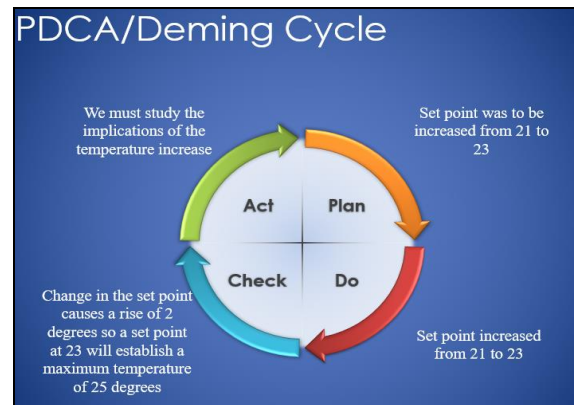 PDCA/Deming Cycle
We must study the
implications of the
temperature increase
Set point was to be
increased from 21 to
23
Act
Plan
Check
Do
Change in the set point
causes a rise of 2
degrees so a set point
at 23 will establish a
maximum temperature
of 25 degrees
Set point increased
from 21 to 23